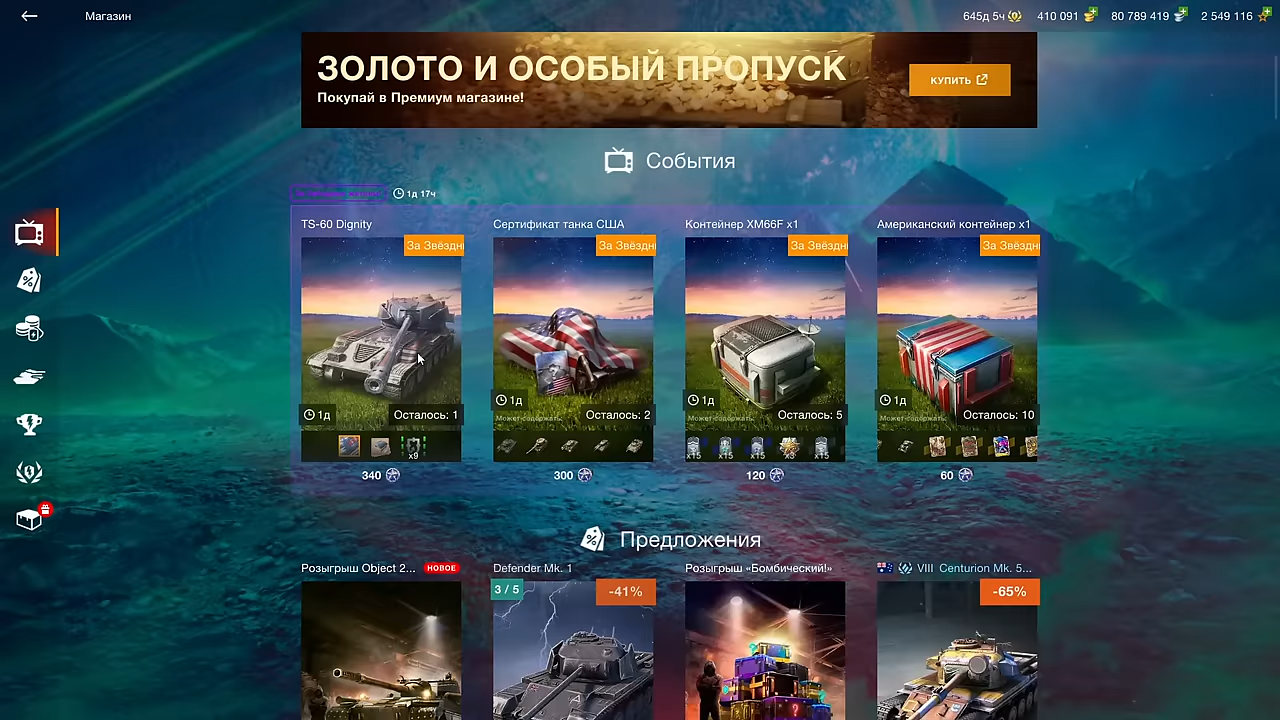 Магазин
645д 5ч
410 091
80 789 419
2 549 116
ЗОЛОТО И ОСОБЫЙ ПРОПУСК
Покупай в Премиум магазине!
КУПИТЬ
События
1д 17ч
TS-60 Dignity
Сертификат танка США
Контейнер XM66F x1
Американский контейнер x1
За Звёздн
За Звёздн
За Звёздн
За Звёздн
1д
Осталось: 1
1д
Осталось: 2
1д
Осталось: 5
1д
Осталось: 10
Может содержать:
Может содержать:
Может содержать:
x9
x15
x15
x15
x3
x15
340
300
120
60
Предложения
Розыгрыш Object 2...
НОВОЕ
Defender Mk. 1
Розыгрыш «Бомбический!»
VIII Centurion Mk. 5...
3 / 5
-41%
-65%